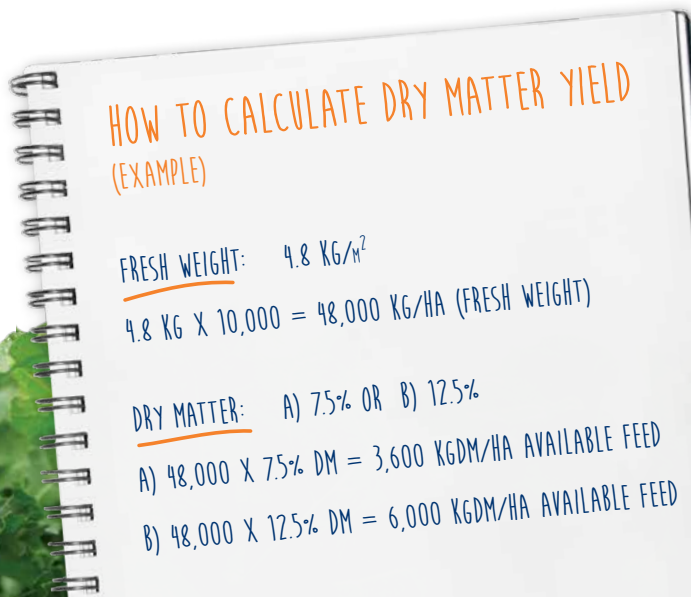 HOW TO CALCULATE DRY MATTER YIELD
(EXAMPLE)
FRESH WEIGHT: 4.8 KG/M²
4.8 KG X 10,000 = 48,000 KG/HA (FRESH WEIGHT)
DRY MATTER: A) 7.5% OR B) 12.5%
A) 48,000 X 7.5% DM = 3,600 KGDM/HA AVAILABLE FEED
B) 48,000 X 12.5% DM = 6,000 KGDM/HA AVAILABLE FEED